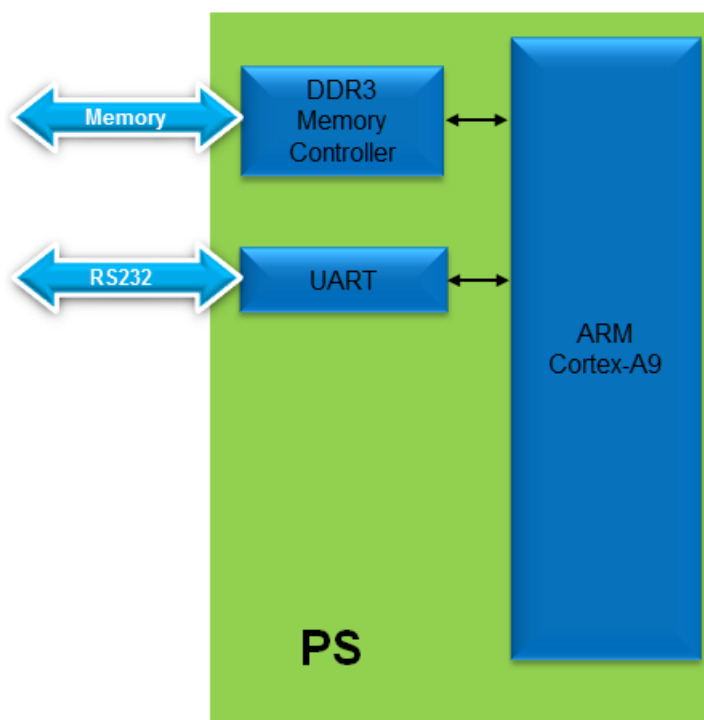 Memory
DDR3
Memory
Controller
RS232
UART
ARM
Cortex-A9
PS